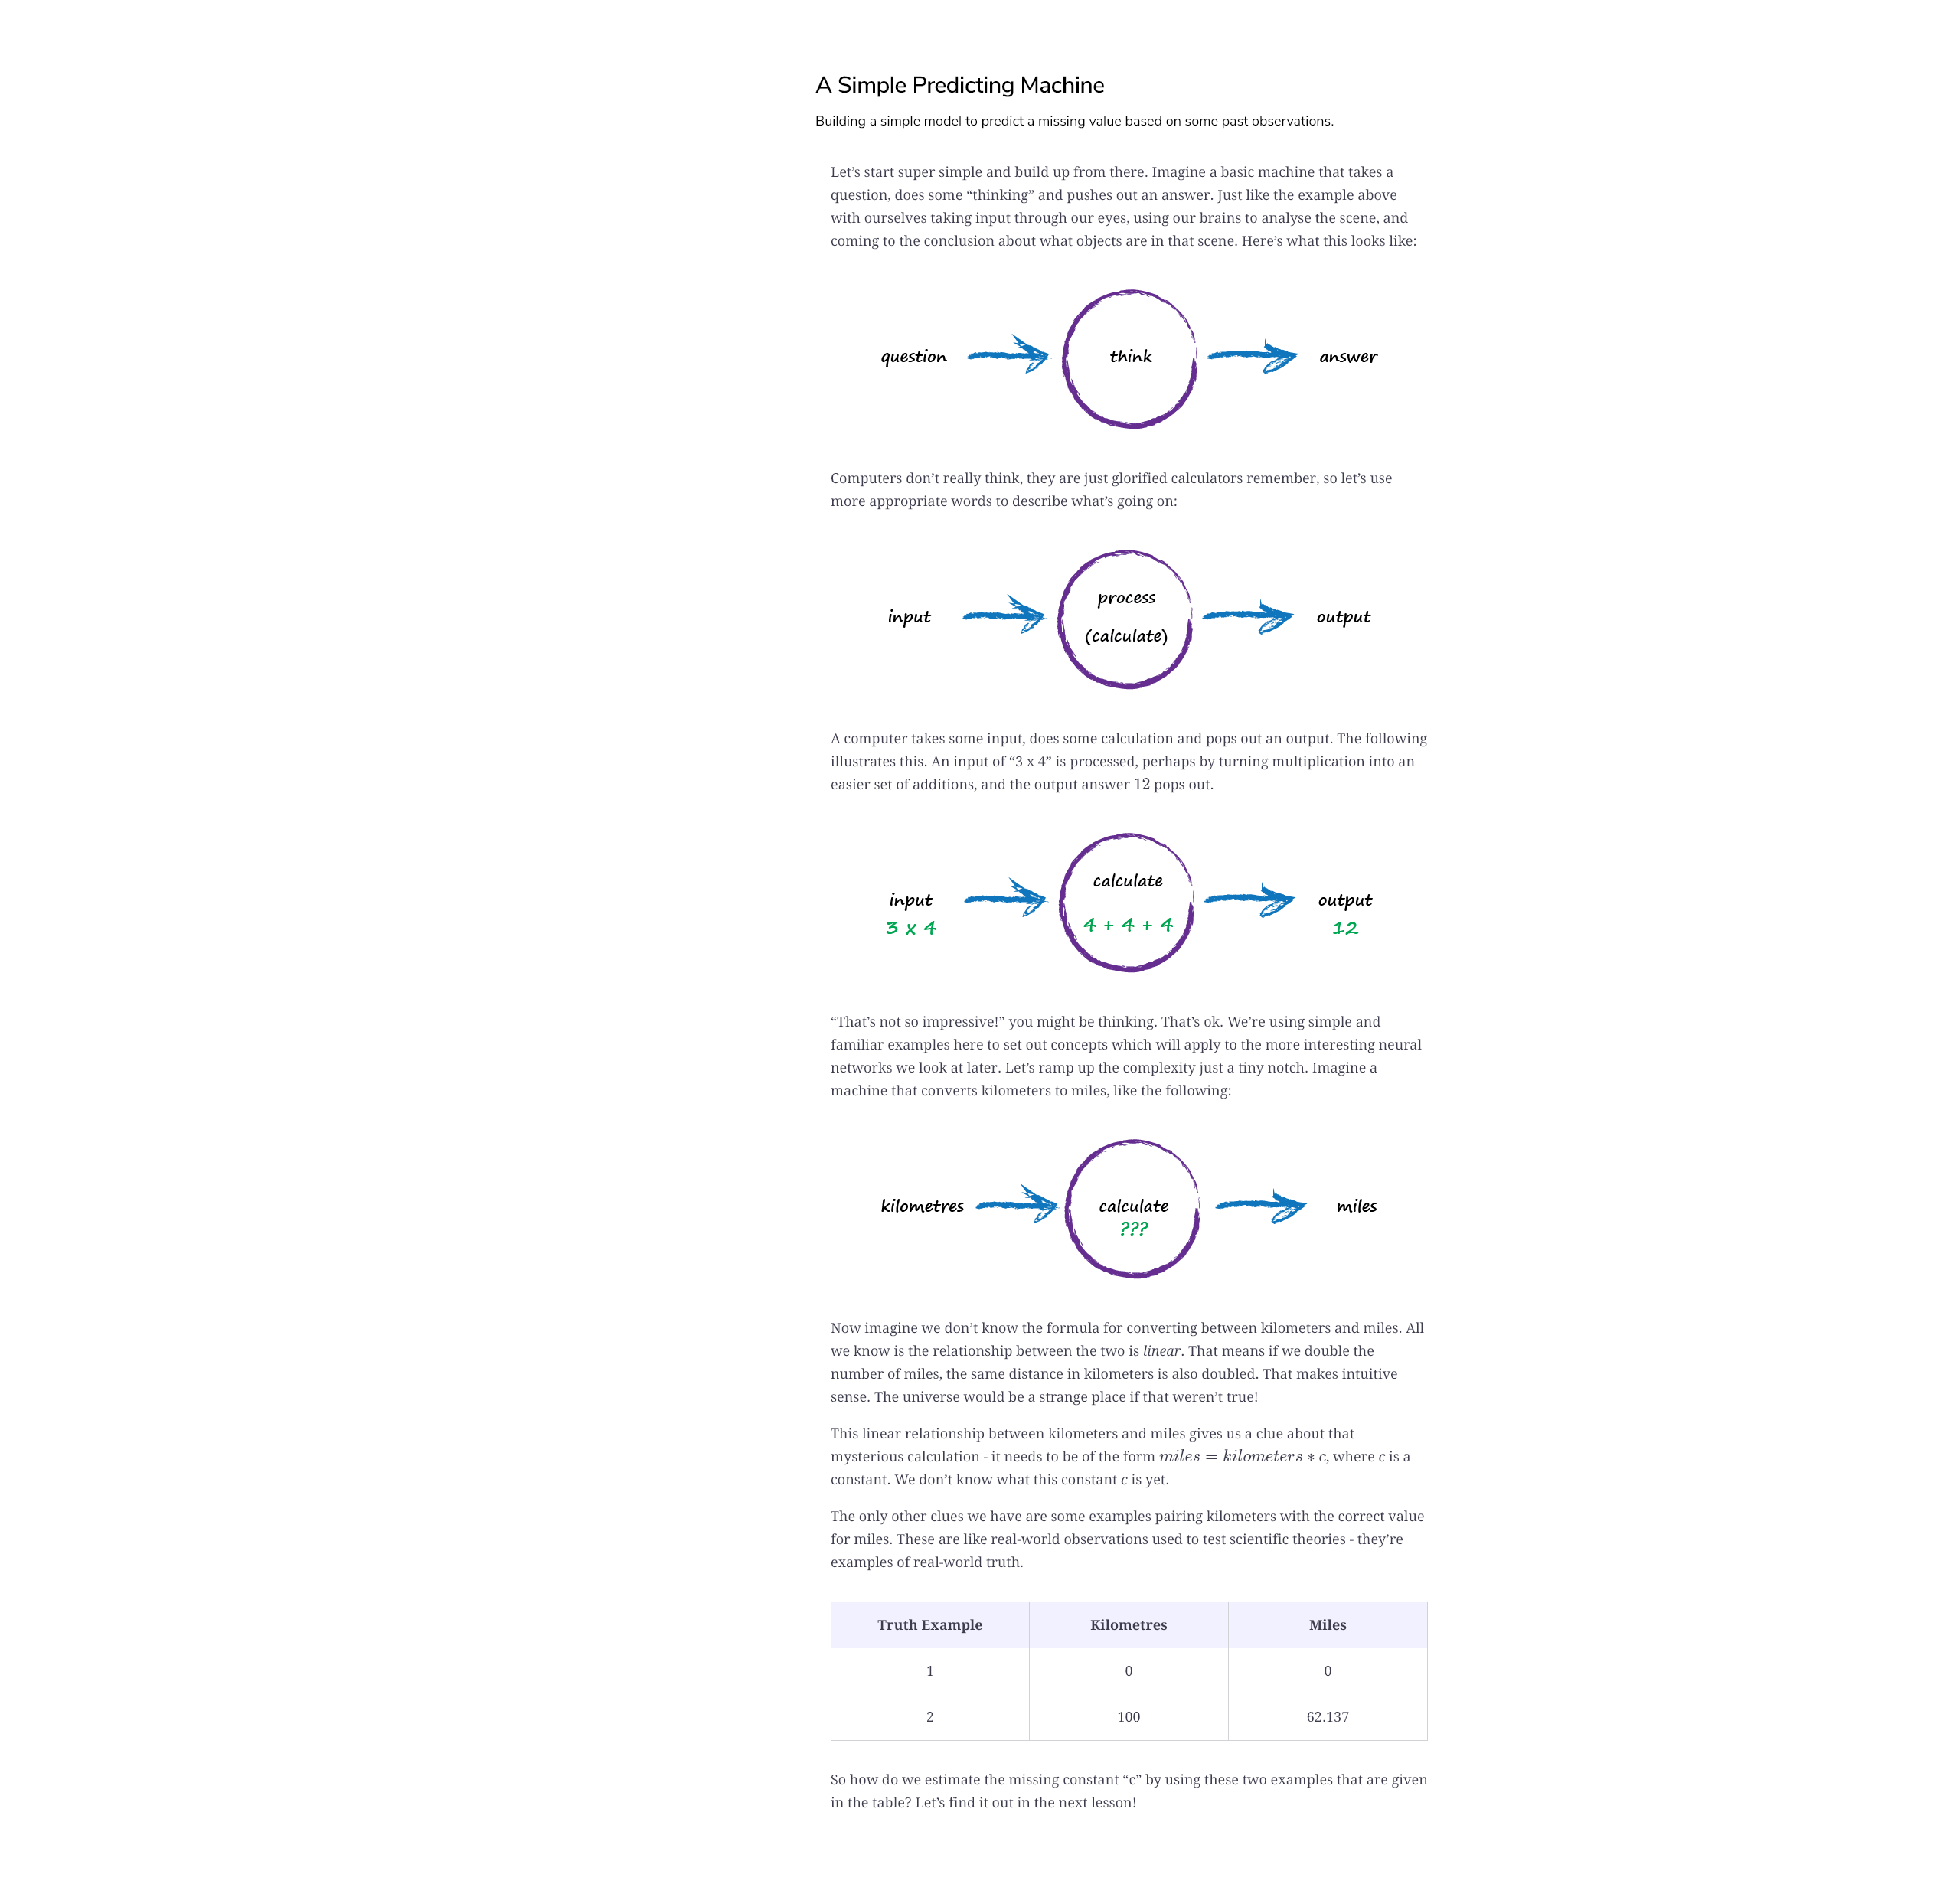 A Simple Predicting Machine
Building a simple model to predict a missing value based on some past observations.
Let’s start super simple and build up from there. Imagine a basic machine that takes a
question, does some “thinking” and pushes out an answer. Just like the example above
with ourselves taking input through our eyes, using our brains to analyse the scene, and
coming to the conclusion about what objects are in that scene. Here’s what this looks like:
question think answer
Computers don’t really think, they are just glorified calculators remember, so let’s use
more appropriate words to describe what’s going on:
process
input output
(calculate)
A computer takes some input, does some calculation and pops out an output. The following
illustrates this. An input of “3 x 4” is processed, perhaps by turning multiplication into an
easier set of additions, and the output answer 12 pops out.
calculate
input output
3 x 4 4 + 4 + 4 12
“That’s not so impressive!” you might be thinking. That’s ok. We’re using simple and
familiar examples here to set out concepts which will apply to the more interesting neural
networks we look at later. Let’s ramp up the complexity just a tiny notch. Imagine a
machine that converts kilometers to miles, like the following:
kilometres calculate miles
???
Now imagine we don’t know the formula for converting between kilometers and miles. All
we know is the relationship between the two is linear. That means if we double the
number of miles, the same distance in kilometers is also doubled. That makes intuitive
sense. The universe would be a strange place if that weren’t true!
This linear relationship between kilometers and miles gives us a clue about that
mysterious calculation - it needs to be of the form miles = kilometers ∗ c, where c is a
constant. We don’t know what this constant c is yet.
The only other clues we have are some examples pairing kilometers with the correct value
for miles. These are like real-world observations used to test scientific theories - they’re
examples of real-world truth.
Truth Example Kilometres Miles
1 0 0
2 100 62.137
So how do we estimate the missing constant “c” by using these two examples that are given
in the table? Let’s find it out in the next lesson!